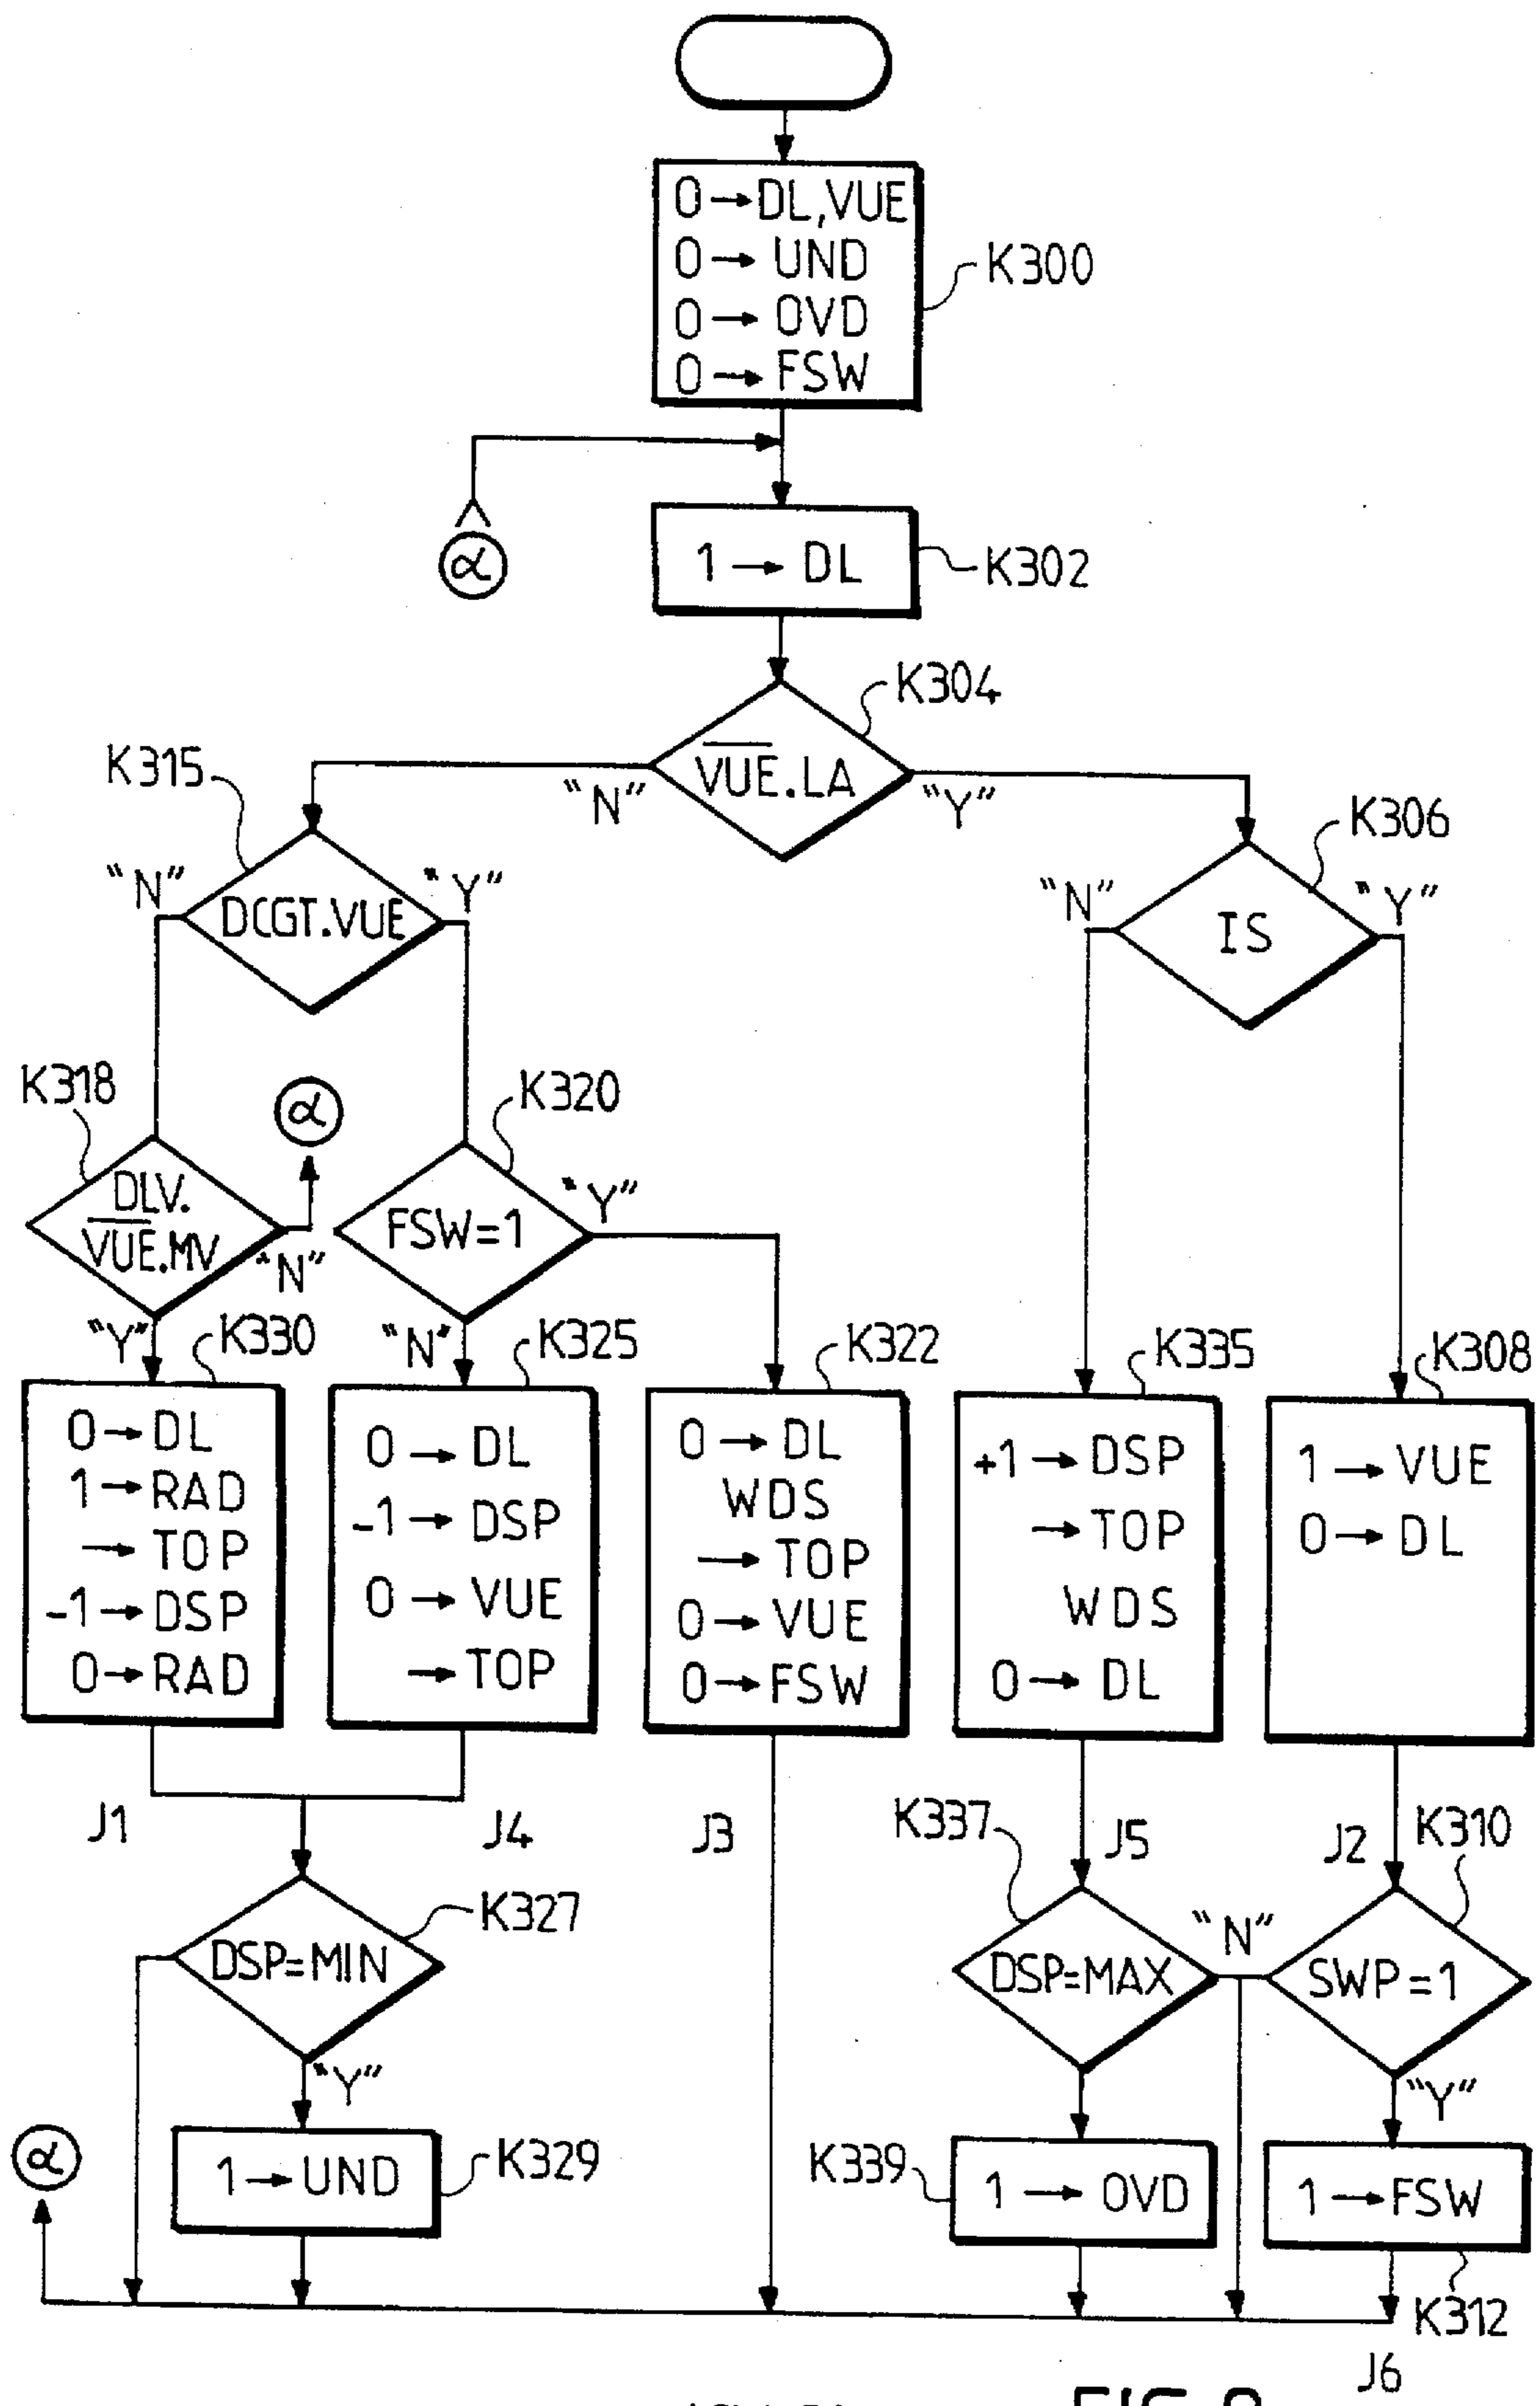 0→DL,VUE
0→ UND
0→ OVD
0→ FSW
K300
α
1→ DL
K302
K304
V̅U̅E̅.LA
"N"
"Y"
K315
"N"
"Y"
DCGT.VUE
K306
"N"
"Y"
IS
K318
α
K320
DLV.
V̅U̅E̅.MV
"N"
FSW=1
"Y"
"Y"
K330
"N"
K325
K322
K335
K308
0→DL
1→RAD
→TOP
-1→DSP
0→RAD
0→ DL
-1→ DSP
0→ VUE
→TOP
0→ DL
WDS
→TOP
0→VUE
0→FSW
+1→DSP
→TOP
WDS
0→ DL
1→VUE
0→DL
J1
J4
J3
K337
J5
J2
K310
K327
DSP=MIN
"Y"
DSP=MAX
"N"
SWP=1
"Y"
α
1→UND
K329
K339
1→ OVD
1→FSW
K312
J6